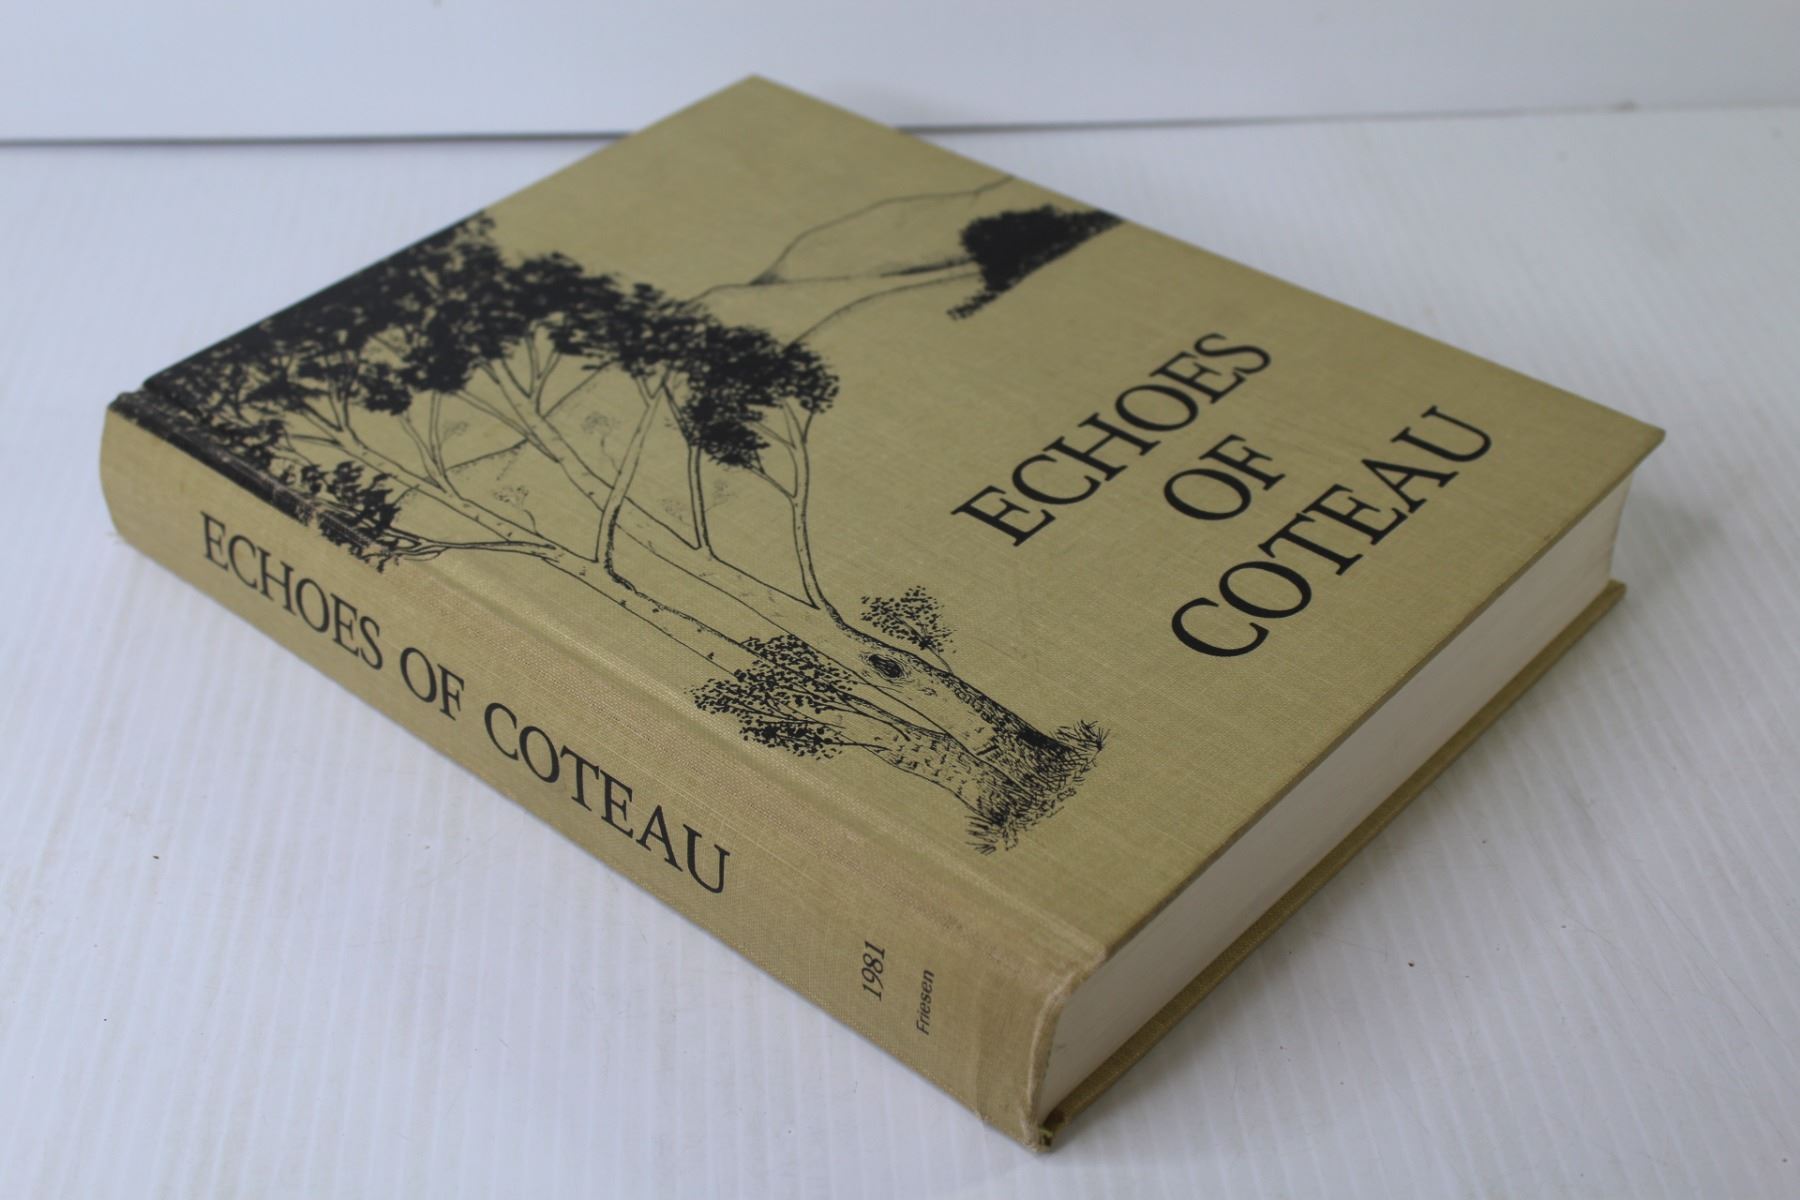 ECHOES
OF
COTEAU
ECHOES OF COTEAU
1981
Friesen